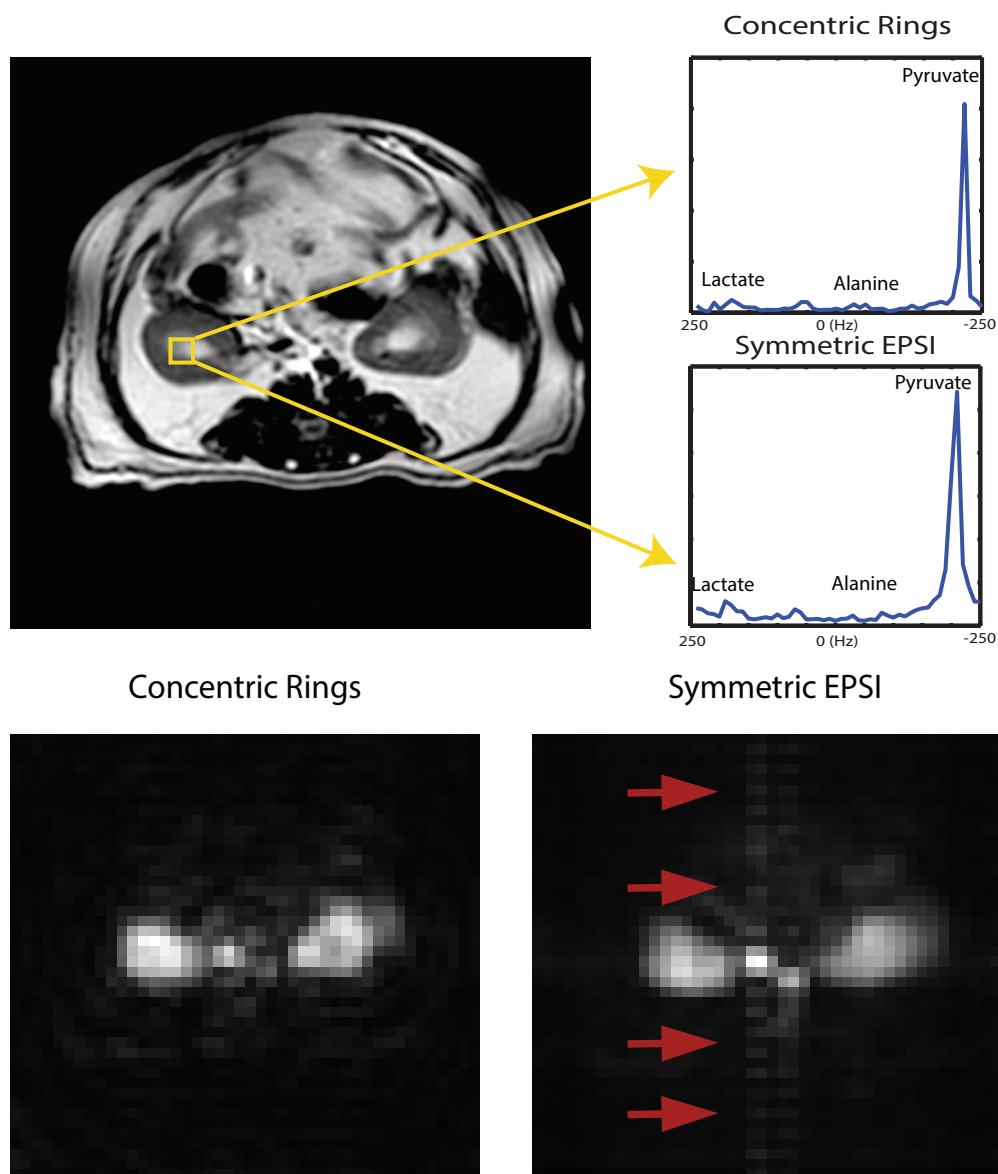 Concentric Rings
Pyruvate
Lactate
Alanine
250
0 (Hz)
-250
Symmetric EPSI
Pyruvate
Lactate
Alanine
250
0 (Hz)
-250
Concentric Rings
Symmetric EPSI